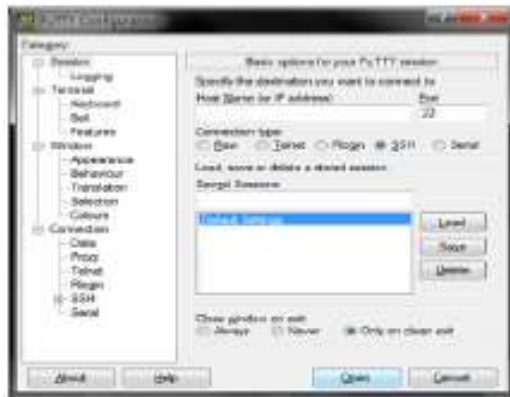 PuTTY Configuration
Category:
Session
Logging
Terminal
Keyboard
Bell
Features
Window
Appearance
Behaviour
Translation
Selection
Colours
Connection
Data
Proxy
Telnet
Rlogin
SSH
Serial
Basic options for your PuTTY session
Specify the destination you want to connect to
Host Name (or IP address)
Port
22
Connection type:
Raw Telnet Rlogin SSH Serial
Load, save or delete a stored session
Saved Sessions
Default Settings
Load
Save
Delete
Close window on exit:
Always Never Only on clean exit
About
Help
Open
Cancel